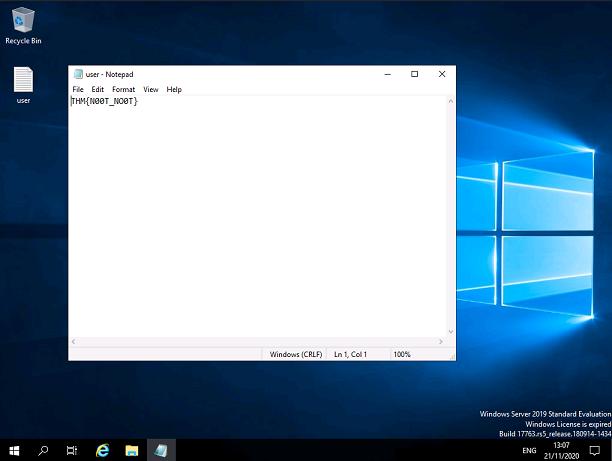 Recycle Bin
user
user - Notepad
File Edit Format View Help
THM{N00T_NO0T}
Windows (CRLF) Ln 1, Col 1 100%
Windows Server 2019 Standard Evaluation
Windows License is expired
Build 17763.rs5_release.180914-1434
ENG
13:07
21/11/2020